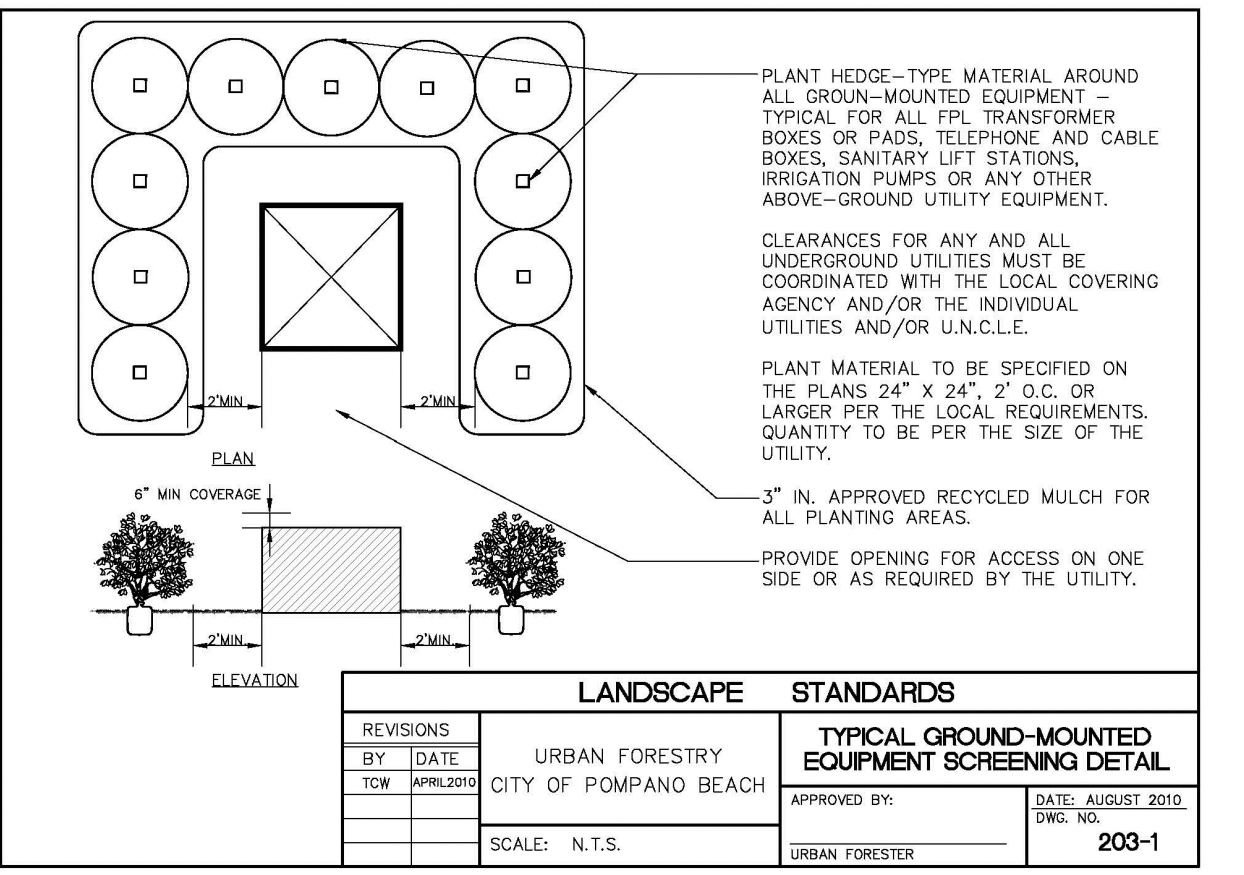 PLANT HEDGE-TYPE MATERIAL AROUND
ALL GROUN-MOUNTED EQUIPMENT -
TYPICAL FOR ALL FPL TRANSFORMER
BOXES OR PADS, TELEPHONE AND CABLE
BOXES, SANITARY LIFT STATIONS,
IRRIGATION PUMPS OR ANY OTHER
ABOVE-GROUND UTILITY EQUIPMENT.
CLEARANCES FOR ANY AND ALL
UNDERGROUND UTILITIES MUST BE
COORDINATED WITH THE LOCAL COVERING
AGENCY AND/OR THE INDIVIDUAL
UTILITIES AND/OR U.N.C.L.E.
PLANT MATERIAL TO BE SPECIFIED ON
THE PLANS 24" X 24", 2' O.C. OR
LARGER PER THE LOCAL REQUIREMENTS.
QUANTITY TO BE PER THE SIZE OF THE
UTILITY.
3" IN. APPROVED RECYCLED MULCH FOR
ALL PLANTING AREAS.
PROVIDE OPENING FOR ACCESS ON ONE
SIDE OR AS REQUIRED BY THE UTILITY.
2'MIN.
2'MIN.
PLAN
6" MIN COVERAGE
2'MIN.
2'MIN.
ELEVATION
LANDSCAPE STANDARDS
REVISIONS
BY DATE
TCW APRIL2010
URBAN FORESTRY
CITY OF POMPANO BEACH
SCALE: N.T.S.
TYPICAL GROUND-MOUNTED
EQUIPMENT SCREENING DETAIL
APPROVED BY:
URBAN FORESTER
DATE: AUGUST 2010
DWG. NO.
203-1